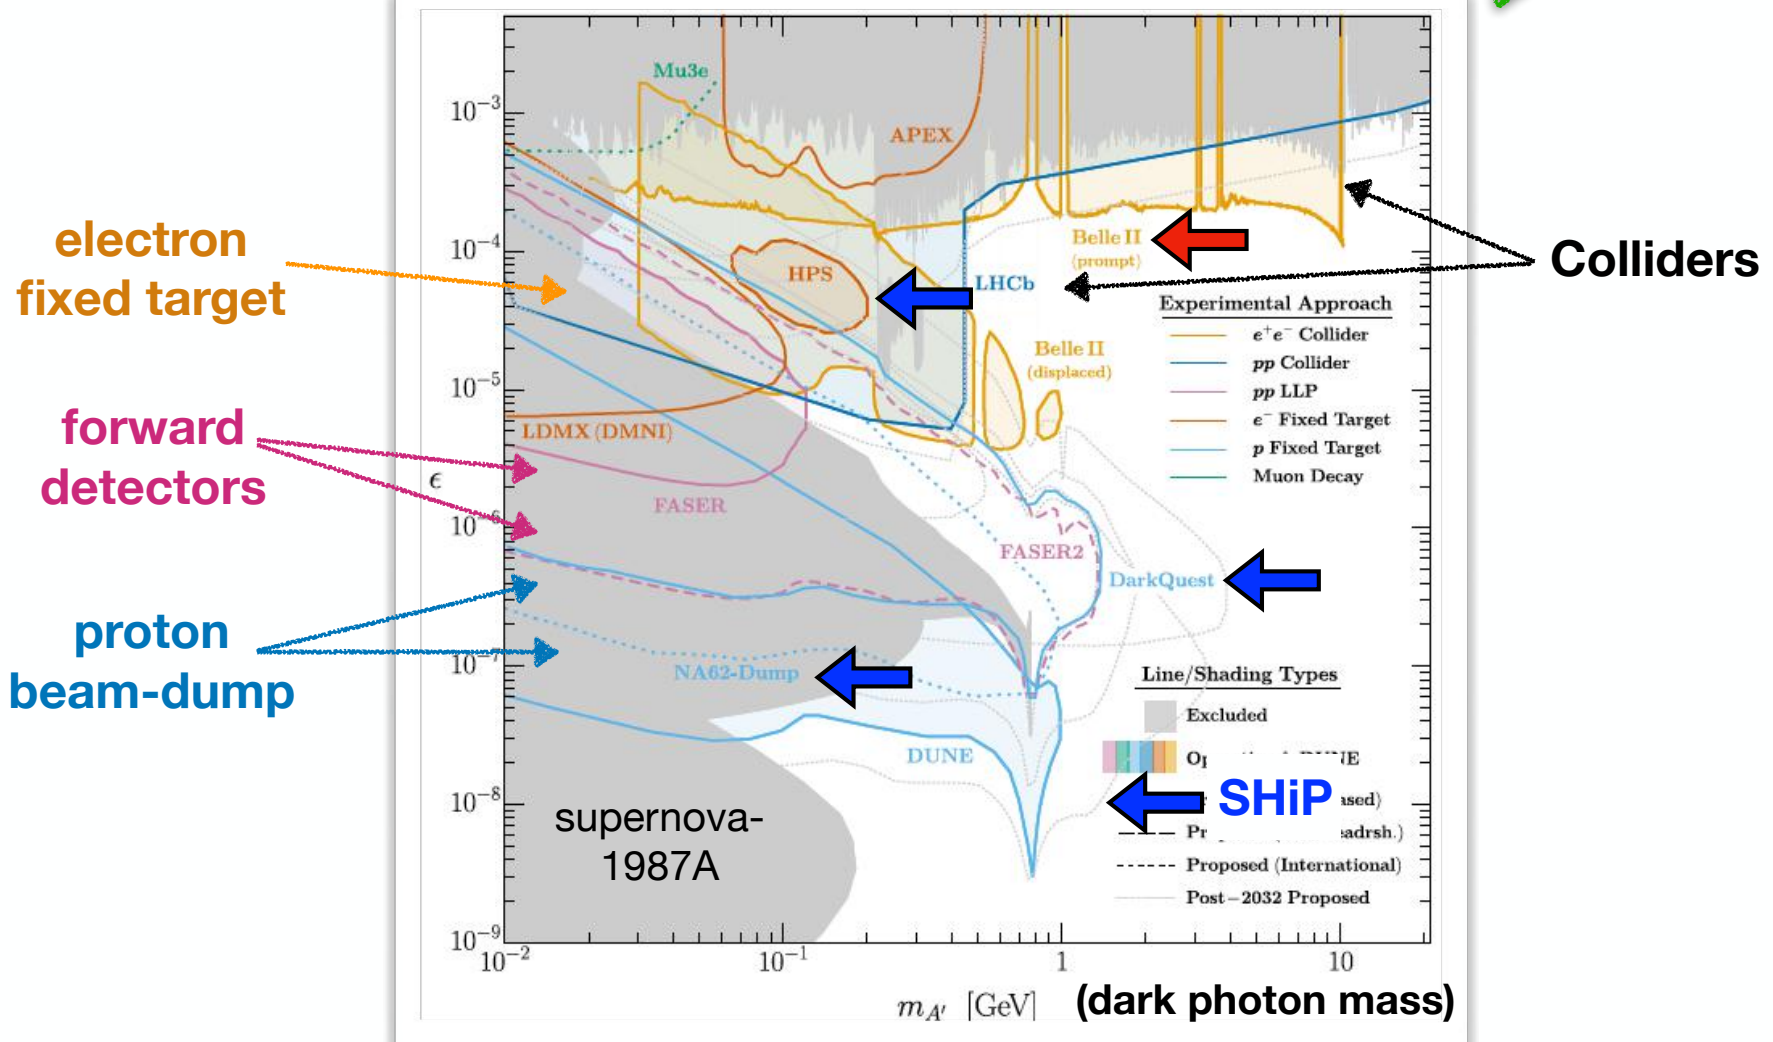 electron
fixed target
forward
detectors
proton
beam-dump
Colliders
10⁻³
10⁻⁴
10⁻⁵
10⁻⁷
10⁻⁸
10⁻⁹
ϵ
Mu3e
APEX
HPS
LHCb
Belle II
(prompt)
Belle II
(displaced)
Experimental Approach
e⁺e⁻ Collider
pp Collider
pp LLP
e⁻ Fixed Target
p Fixed Target
Muon Decay
LDMX (DMNI)
FASER
FASER2
DarkQuest
NA62-Dump
DUNE
supernova-
1987A
Line/Shading Types
Excluded
SHiP
Proposed (International)
Post-2032 Proposed
10⁻² 10⁻¹ 1 10
m_A′ [GeV] (dark photon mass)